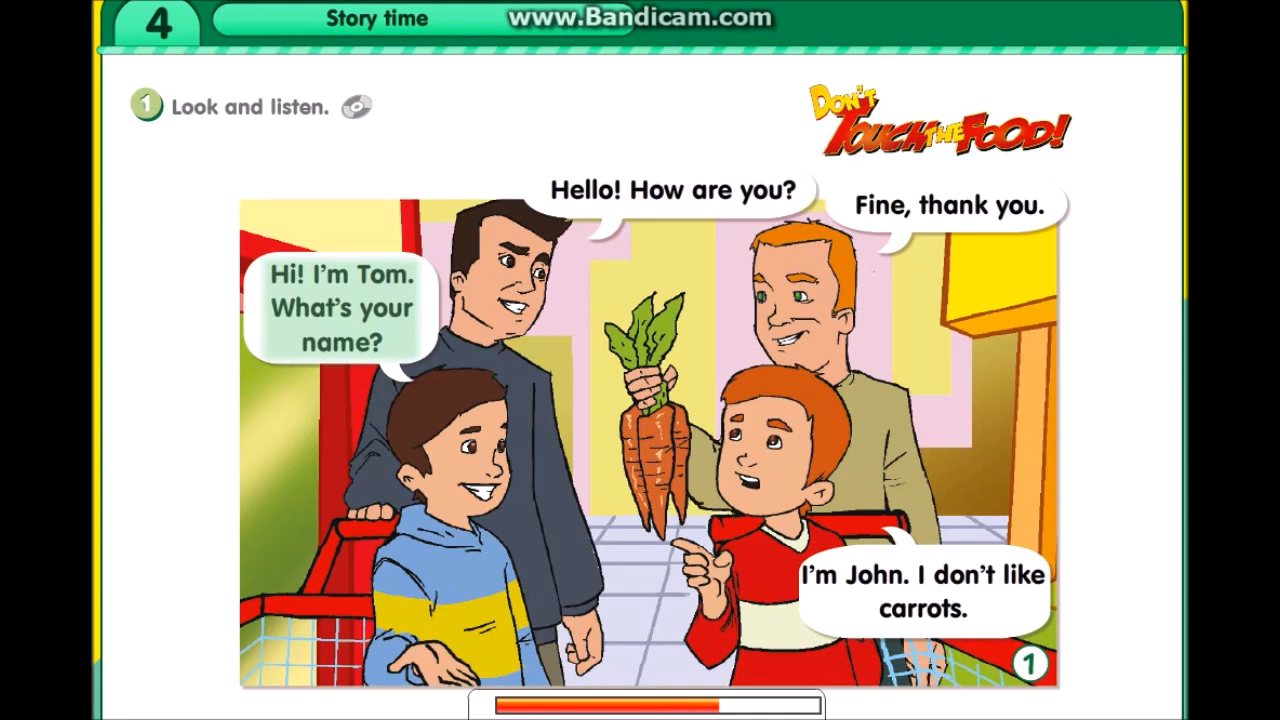 4
Story time
www.Bandicam.com
1
Look and listen.
DON'T
TOUCH THE FOOD!
Hello! How are you?
Fine, thank you.
Hi! I'm Tom.
What's your
name?
I'm John. I don't like
carrots.
1